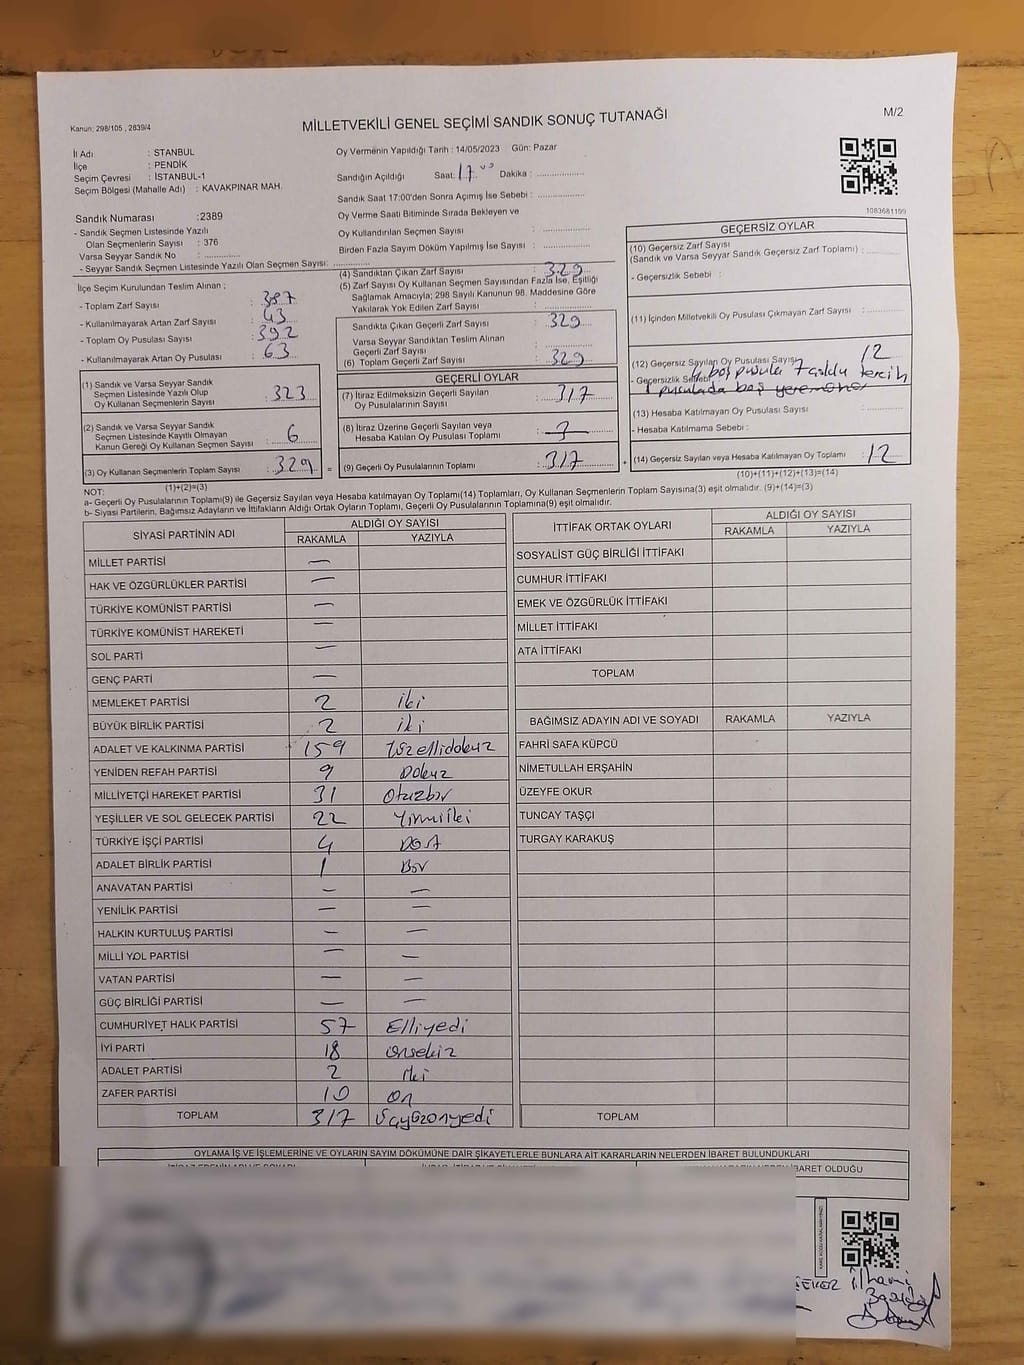 Kanun; 298/105 , 2839/4
MİLLETVEKİLİ GENEL SEÇİMİ SANDIK SONUÇ TUTANAĞI
M/2
İl Adı : STANBUL
İlçe : PENDİK
Seçim Çevresi : İSTANBUL-1
Seçim Bölgesi (Mahalle Adı) : KAVAKPINAR MAH.
Oy Vermenin Yapıldığı Tarih : 14/05/2023 Gün: Pazar
Sandığın Açıldığı Saat: 17.00 Dakika :
Sandık Saat 17:00'den Sonra Açımış İse Sebebi :
Oy Verme Saati Bitiminde Sırada Bekleyen ve
Oy Kullandırılan Seçmen Sayısı :
Birden Fazla Sayım Döküm Yapılmış İse Sayısı :
1083681199
Sandık Numarası :2389
- Sandık Seçmen Listesinde Yazılı
Olan Seçmenlerin Sayısı : 376
Varsa Seyyar Sandık No :
- Seyyar Sandık Seçmen Listesinde Yazılı Olan Seçmen Sayısı:
İlçe Seçim Kurulundan Teslim Alınan ;
- Toplam Zarf Sayısı : 387
- Kullanılmayarak Artan Zarf Sayısı : 43
- Toplam Oy Pusulası Sayısı : 392
- Kullanılmayarak Artan Oy Pusulası : 63
(1) Sandık ve Varsa Seyyar Sandık
Seçmen Listesinde Yazılı Olup
Oy Kullanan Seçmenlerin Sayısı : 323
(2) Sandık ve Varsa Seyyar Sandık
Seçmen Listesinde Kayıtlı Olmayan
Kanun Gereği Oy Kullanan Seçmen Sayısı : 6
(3) Oy Kullanan Seçmenlerin Toplam Sayısı : 329 =
(1)+(2)=(3)
(4) Sandıktan Çıkan Zarf Sayısı : 329
(5) Zarf Sayısı Oy Kullanan Seçmen Sayısından Fazla İse, Eşitliği
Sağlamak Amacıyla; 298 Sayılı Kanunun 98. Maddesine Göre
Yakılarak Yok Edilen Zarf Sayısı :
Sandıkta Çıkan Geçerli Zarf Sayısı : 329
Varsa Seyyar Sandıktan Teslim Alınan
Geçerli Zarf Sayısı :
(6) Toplam Geçerli Zarf Sayısı : 329
GEÇERLİ OYLAR
(7) İtiraz Edilmeksizin Geçerli Sayılan
Oy Pusulalarının Sayısı : 317
(8) İtiraz Üzerine Geçerli Sayılan veya
Hesaba Katılan Oy Pusulası Toplamı :
(9) Geçerli Oy Pusulalarının Toplamı : 317 +
GEÇERSİZ OYLAR
(10) Geçersiz Zarf Sayısı
(Sandık ve Varsa Seyyar Sandık Geçersiz Zarf Toplamı) :
- Geçersizlik Sebebi :
(11) İçinden Milletvekili Oy Pusulası Çıkmayan Zarf Sayısı :
(12) Geçersiz Sayılan Oy Pusulası Sayısı 12
- Geçersizlik Sebebi: 4 boş pusula 7 tercih
1 pusulada boş
(13) Hesaba Katılmayan Oy Pusulası Sayısı :
- Hesaba Katılmama Sebebi :
(14) Geçersiz Sayılan veya Hesaba Katılmayan Oy Toplamı : 12
(10)+(11)+(12)+(13)=(14)
NOT:
a- Geçerli Oy Pusulalarının Toplamı(9) ile Geçersiz Sayılan veya Hesaba katılmayan Oy Toplamı(14) Toplamları, Oy Kullanan Seçmenlerin Toplam Sayısına(3) eşit olmalıdır. (9)+(14)=(3)
b- Siyasi Partilerin, Bağımsız Adayların ve İttifakların Aldığı Ortak Oyların Toplamı, Geçerli Oy Pusulalarının Toplamına(9) eşit olmalıdır.
SİYASİ PARTİNİN ADI ALDIĞI OY SAYISI
RAKAMLA YAZIYLA
MİLLET PARTİSİ —
HAK VE ÖZGÜRLÜKLER PARTİSİ —
TÜRKİYE KOMÜNİST PARTİSİ —
TÜRKİYE KOMÜNİST HAREKETİ —
SOL PARTİ —
GENÇ PARTİ —
MEMLEKET PARTİSİ 2 iki
BÜYÜK BİRLİK PARTİSİ 2 iki
ADALET VE KALKINMA PARTİSİ 159 Yüzellidokuz
YENİDEN REFAH PARTİSİ 9 Dokuz
MİLLİYETÇİ HAREKET PARTİSİ 31 Otuzbir
YEŞİLLER VE SOL GELECEK PARTİSİ 22 Yirmiiki
TÜRKİYE İŞÇİ PARTİSİ 4 Dört
ADALET BİRLİK PARTİSİ 1 Bir
ANAVATAN PARTİSİ — —
YENİLİK PARTİSİ — —
HALKIN KURTULUŞ PARTİSİ — —
MİLLİ YOL PARTİSİ — —
VATAN PARTİSİ — —
GÜÇ BİRLİĞİ PARTİSİ — —
CUMHURİYET HALK PARTİSİ 57 Elliyedi
İYİ PARTİ 18 Onsekiz
ADALET PARTİSİ 2 iki
ZAFER PARTİSİ 10 on
TOPLAM 317 Üçyüzonyedi
İTTİFAK ORTAK OYLARI ALDIĞI OY SAYISI
RAKAMLA YAZIYLA
SOSYALİST GÜÇ BİRLİĞİ İTTİFAKI
CUMHUR İTTİFAKI
EMEK VE ÖZGÜRLÜK İTTİFAKI
MİLLET İTTİFAKI
ATA İTTİFAKI
TOPLAM
BAĞIMSIZ ADAYIN ADI VE SOYADI RAKAMLA YAZIYLA
FAHRİ SAFA KÜPCÜ
NİMETULLAH ERŞAHİN
ÜZEYFE OKUR
TUNCAY TAŞÇI
TURGAY KARAKUŞ
TOPLAM
OYLAMA İŞ VE İŞLEMLERİNE VE OYLARIN SAYIM DÖKÜMÜNE DAİR ŞİKAYETLERLE BUNLARA AİT KARARLARIN NELERDEN İBARET BULUNDUKLARI
İBARET OLDUĞU
İlhami